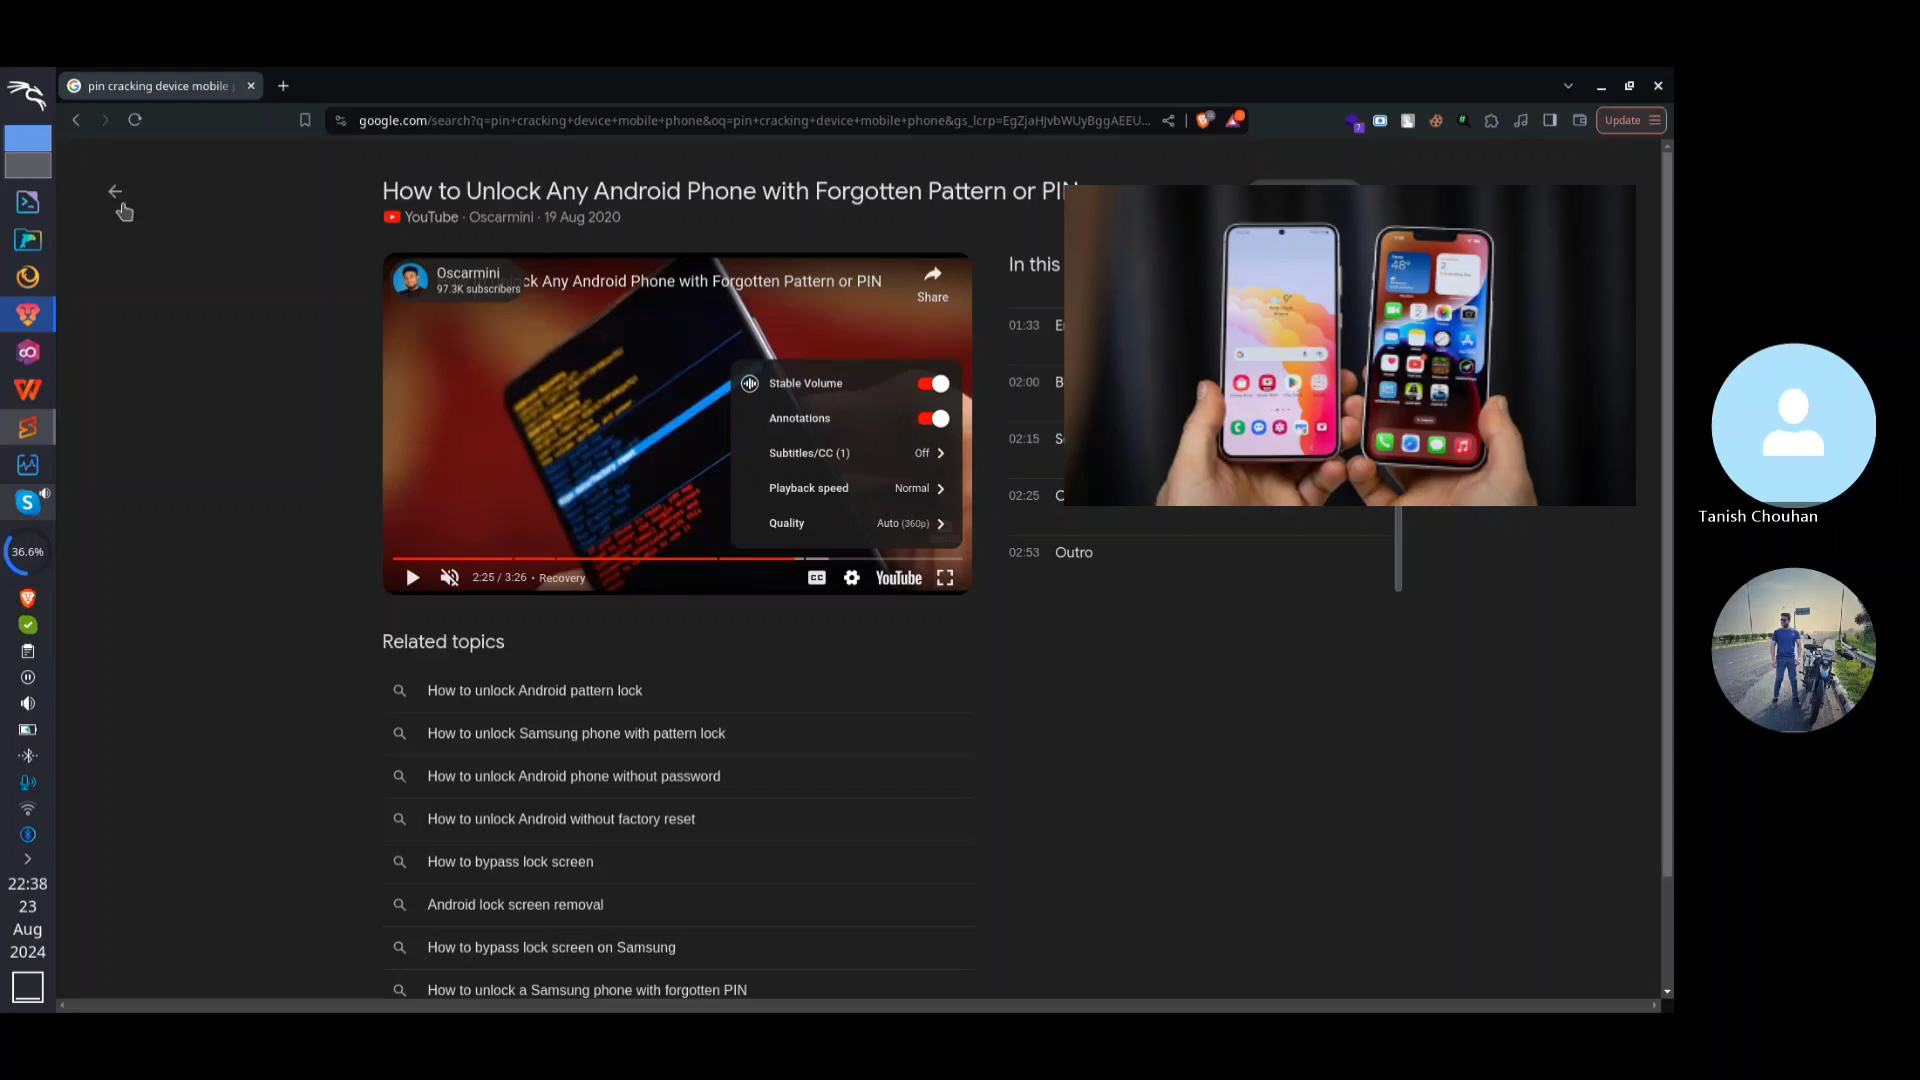 pin cracking device mobile
google.com/search?q=pin+cracking+device+mobile+phone&oq=pin+cracking+device+mobile+phone&gs_lcrp=EgZjaHJvbWUyBggAEEU...
Update
How to Unlock Any Android Phone with Forgotten Pattern or PIN
YouTube · Oscarmini · 19 Aug 2020
Oscarmini
97.3K subscribers
ck Any Android Phone with Forgotten Pattern or PIN
Share
Stable Volume
Annotations
Subtitles/CC (1) Off
Playback speed Normal
Quality Auto (360p)
2:25 / 3:26 • Recovery
CC
YouTube
In this
01:33 E
02:00 B
02:15 S
02:25
02:53 Outro
Related topics
How to unlock Android pattern lock
How to unlock Samsung phone with pattern lock
How to unlock Android phone without password
How to unlock Android without factory reset
How to bypass lock screen
Android lock screen removal
How to bypass lock screen on Samsung
How to unlock a Samsung phone with forgotten PIN
36.6%
22:38
23
Aug
2024
Tanish Chouhan